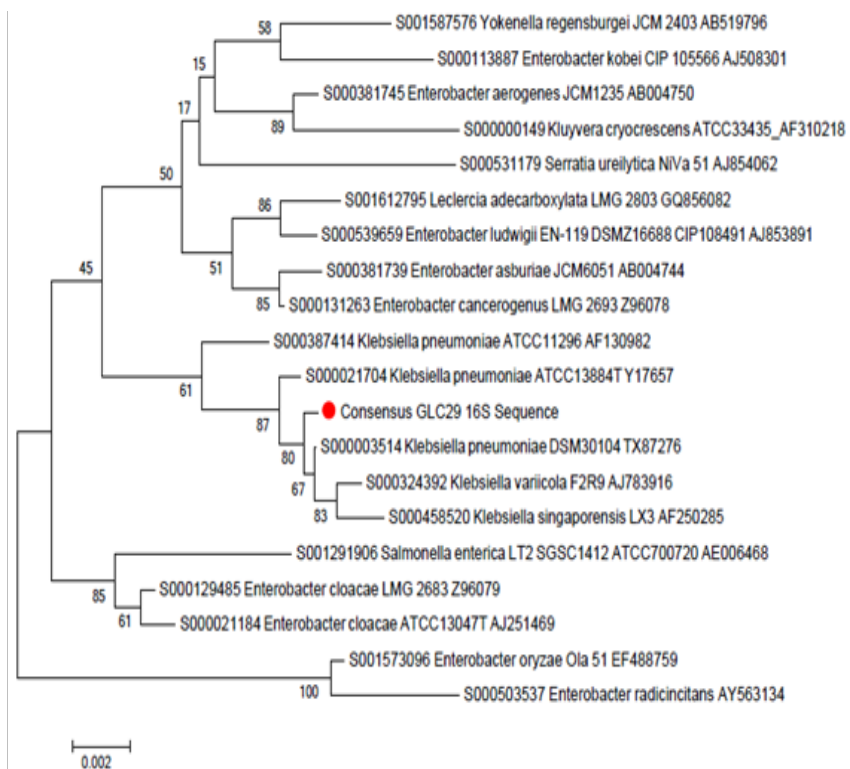 58
S001587576 Yokenella regensburgei JCM 2403 AB519796
S000113887 Enterobacter kobei CIP 105566 AJ508301
15
S000381745 Enterobacter aerogenes JCM1235 AB004750
89
S000000149 Kluyvera cryocrescens ATCC33435_AF310218
17
S000531179 Serratia ureilytica NiVa 51 AJ854062
50
86
S001612795 Leclercia adecarboxylata LMG 2803 GQ856082
S000539659 Enterobacter ludwigii EN-119 DSMZ16688 CIP108491 AJ853891
51
S000381739 Enterobacter asburiae JCM6051 AB004744
85
S000131263 Enterobacter cancerogenus LMG 2693 Z96078
45
S000387414 Klebsiella pneumoniae ATCC11296 AF130982
61
S000021704 Klebsiella pneumoniae ATCC13884T Y17657
87
Consensus GLC29 16S Sequence
80
S000003514 Klebsiella pneumoniae DSM30104 TX87276
67
S000324392 Klebsiella variicola F2R9 AJ783916
83
S000458520 Klebsiella singaporensis LX3 AF250285
S001291906 Salmonella enterica LT2 SGSC1412 ATCC700720 AE006468
85
S000129485 Enterobacter cloacae LMG 2683 Z96079
61
S000021184 Enterobacter cloacae ATCC13047T AJ251469
S001573096 Enterobacter oryzae Ola 51 EF488759
100
S000503537 Enterobacter radicincitans AY563134
0.002